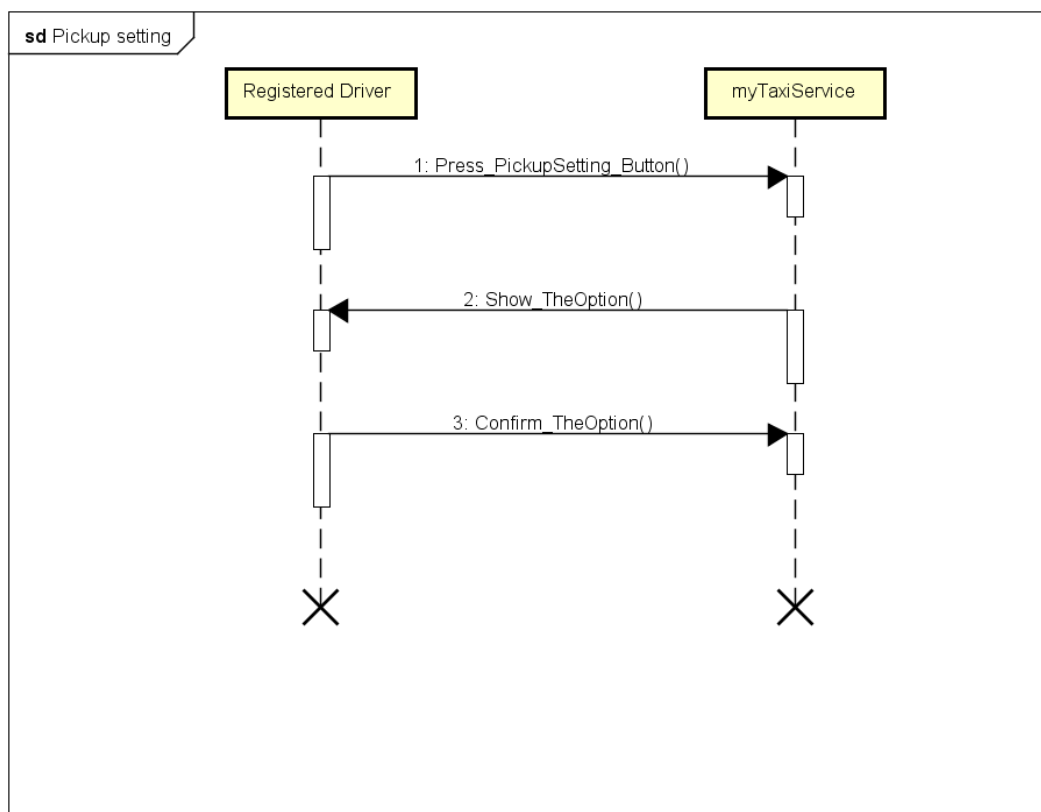 sd Pickup setting
Registered Driver
myTaxiService
1: Press_PickupSetting_Button()
2: Show_TheOption()
3: Confirm_TheOption()